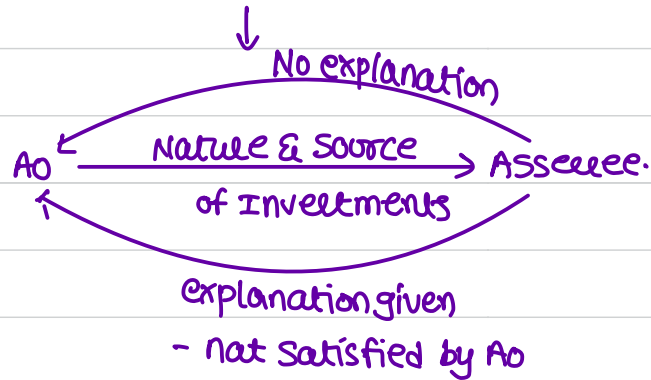 No explanation
AO Nature & Source Assessee.
of Investments
explanation given
- not satisfied by AO